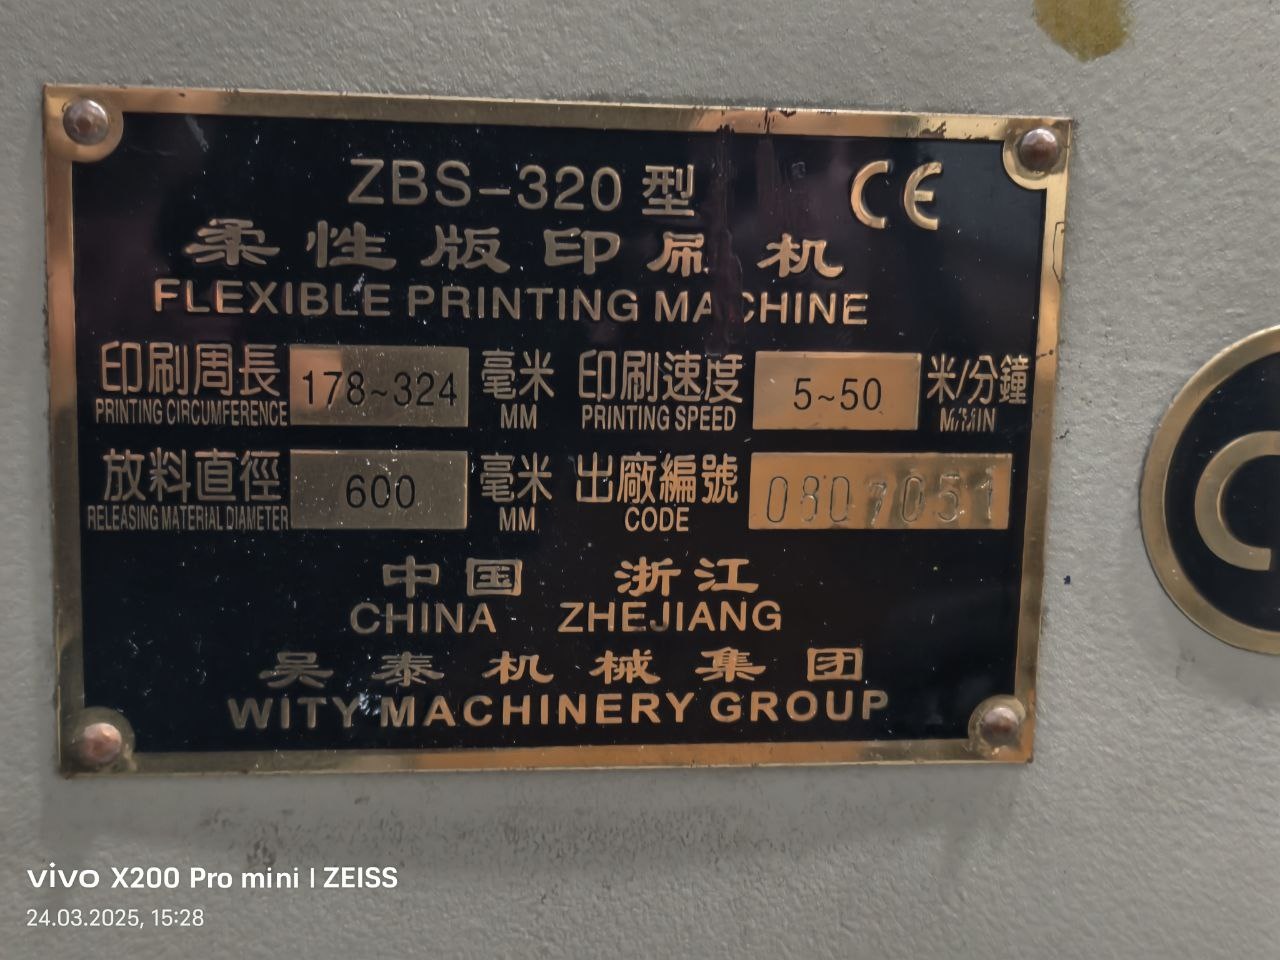 ZBS-320 型 CE
柔性版印刷机
FLEXIBLE PRINTING MACHINE
印刷周長 178~324 毫米 印刷速度 5~50 米/分鐘
PRINTING CIRCUMFERENCE MM PRINTING SPEED M/MIN
放料直徑 600 毫米 出廠編號 0807051
RELEASING MATERIAL DIAMETER MM CODE
中国 浙江
CHINA ZHEJIANG
吴泰机械集团
WITY MACHINERY GROUP
vivo X200 Pro mini | ZEISS
24.03.2025, 15:28